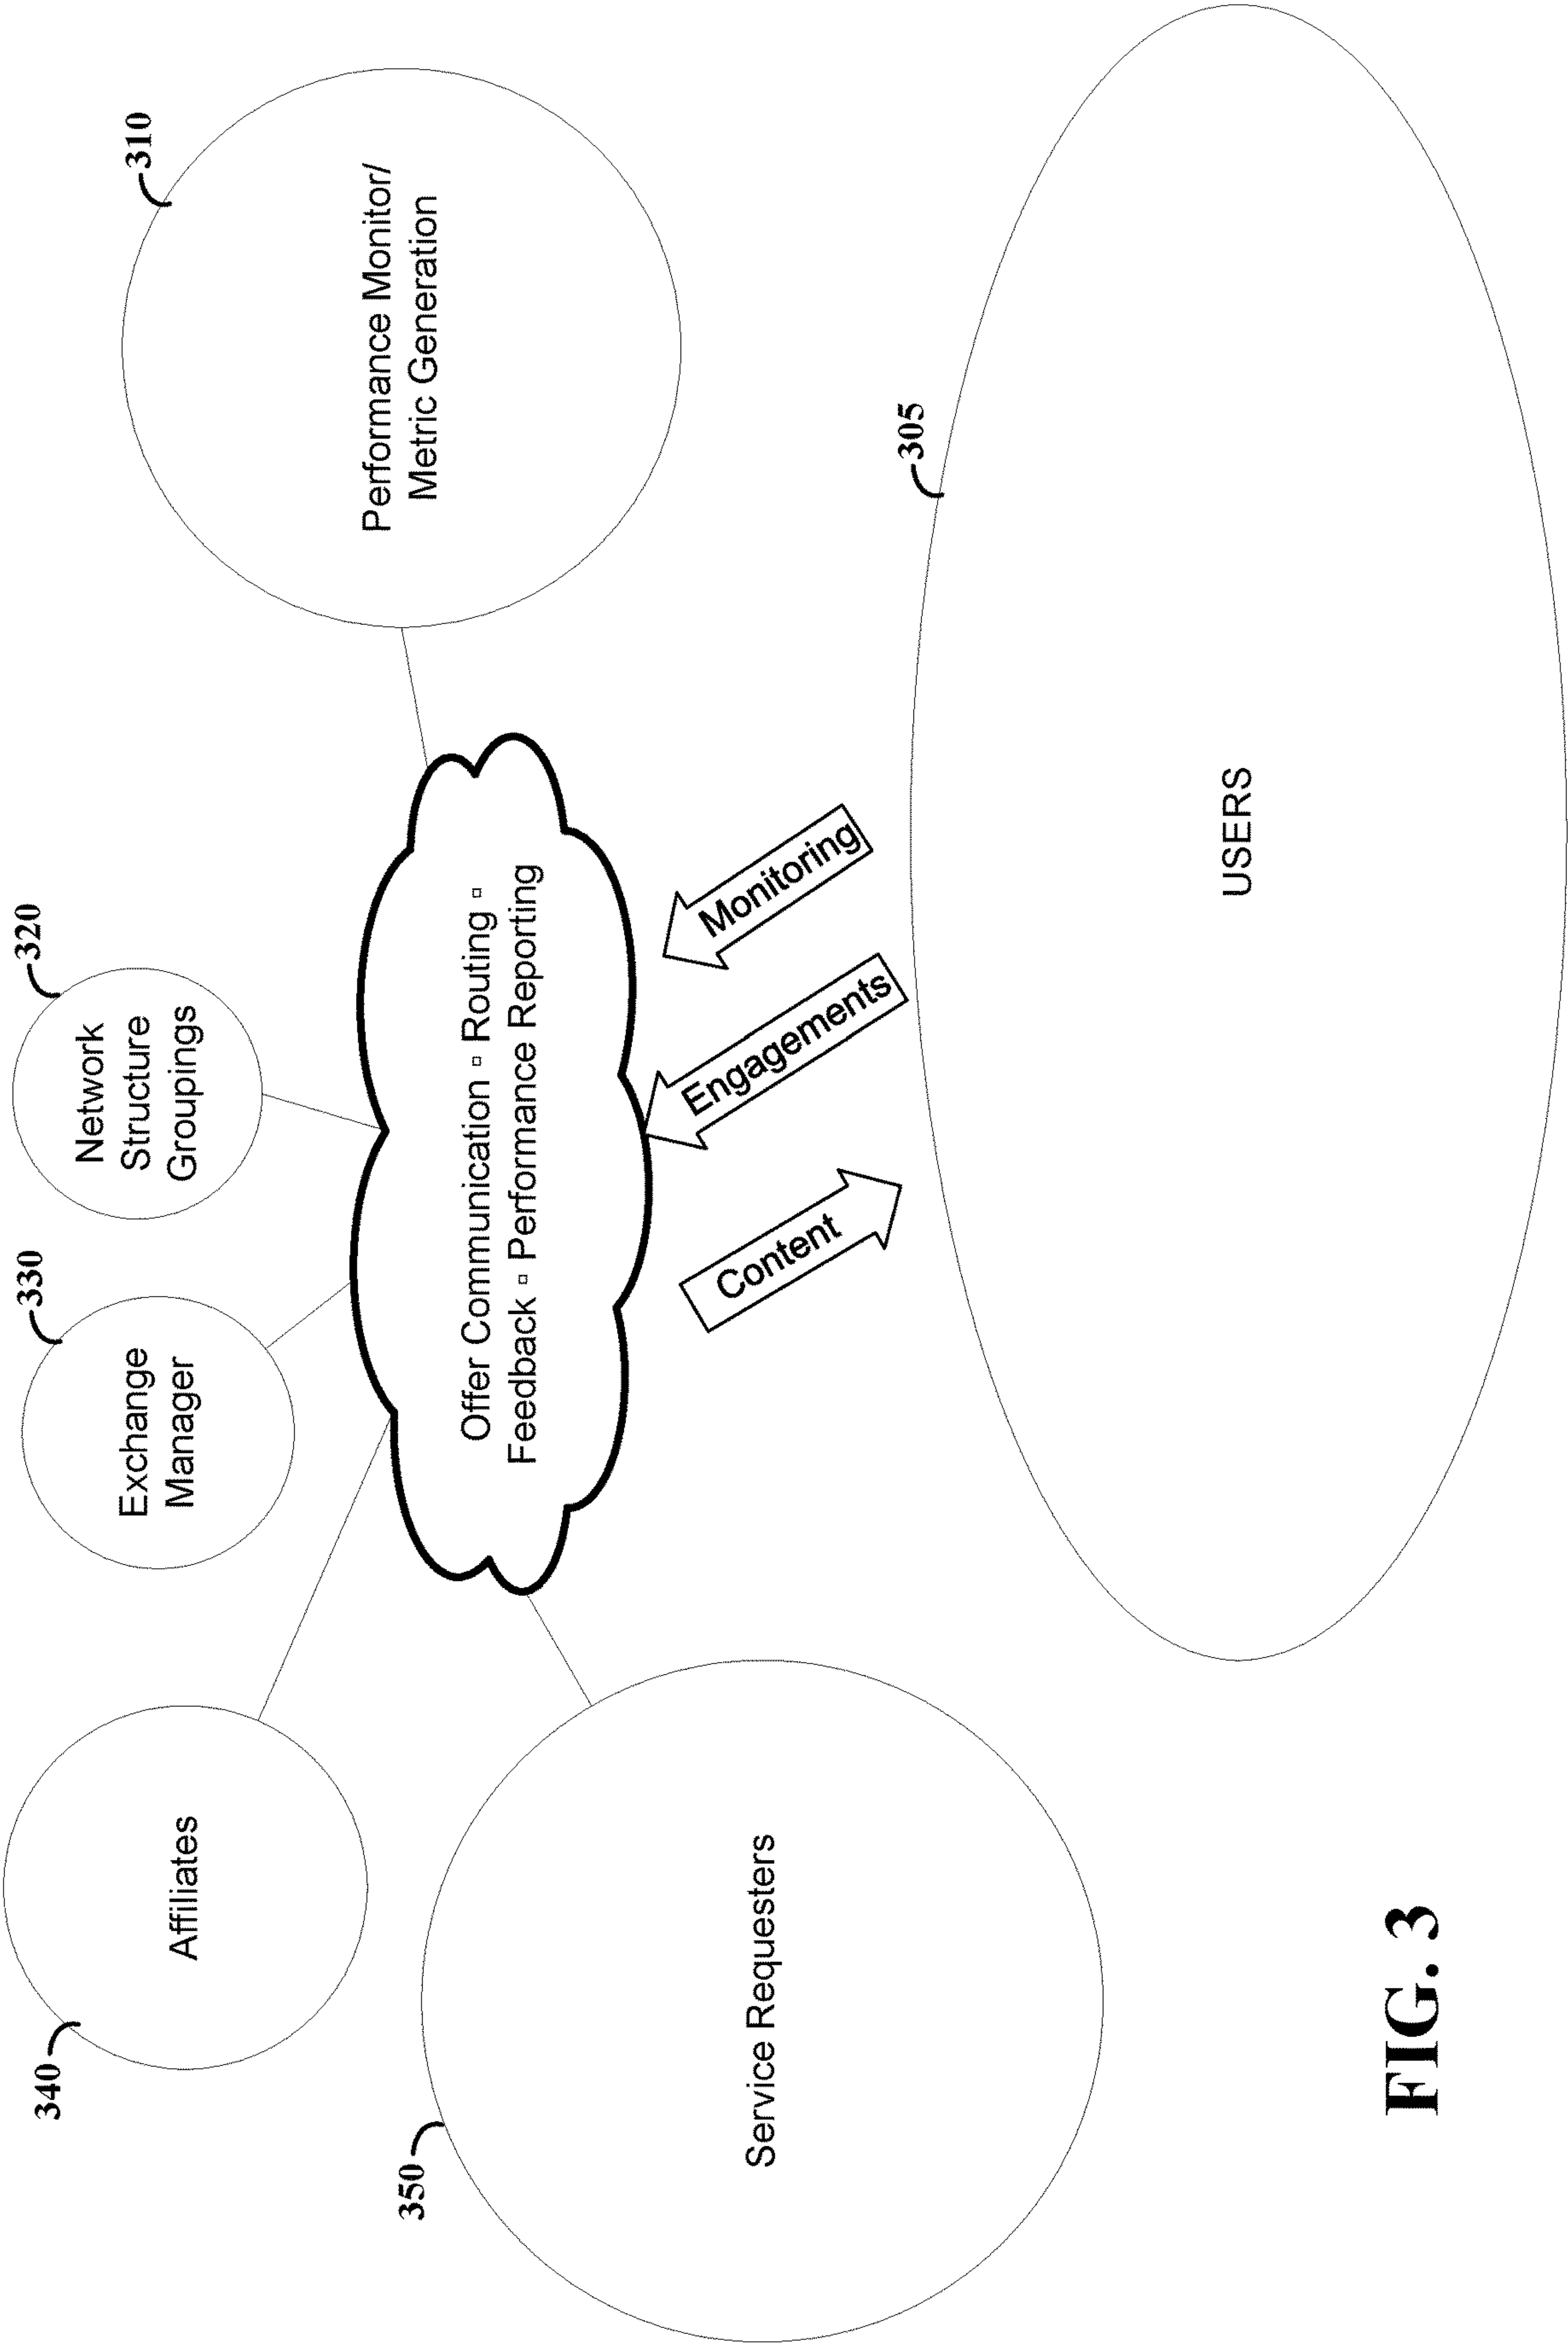 340
Affiliates
330
Exchange
Manager
320
Network
Structure
Groupings
310
Performance Monitor/
Metric Generation
Offer Communication ▫ Routing ▫
Feedback ▫ Performance Reporting
350
Service Requesters
Content
Engagements
Monitoring
305
USERS
FIG. 3